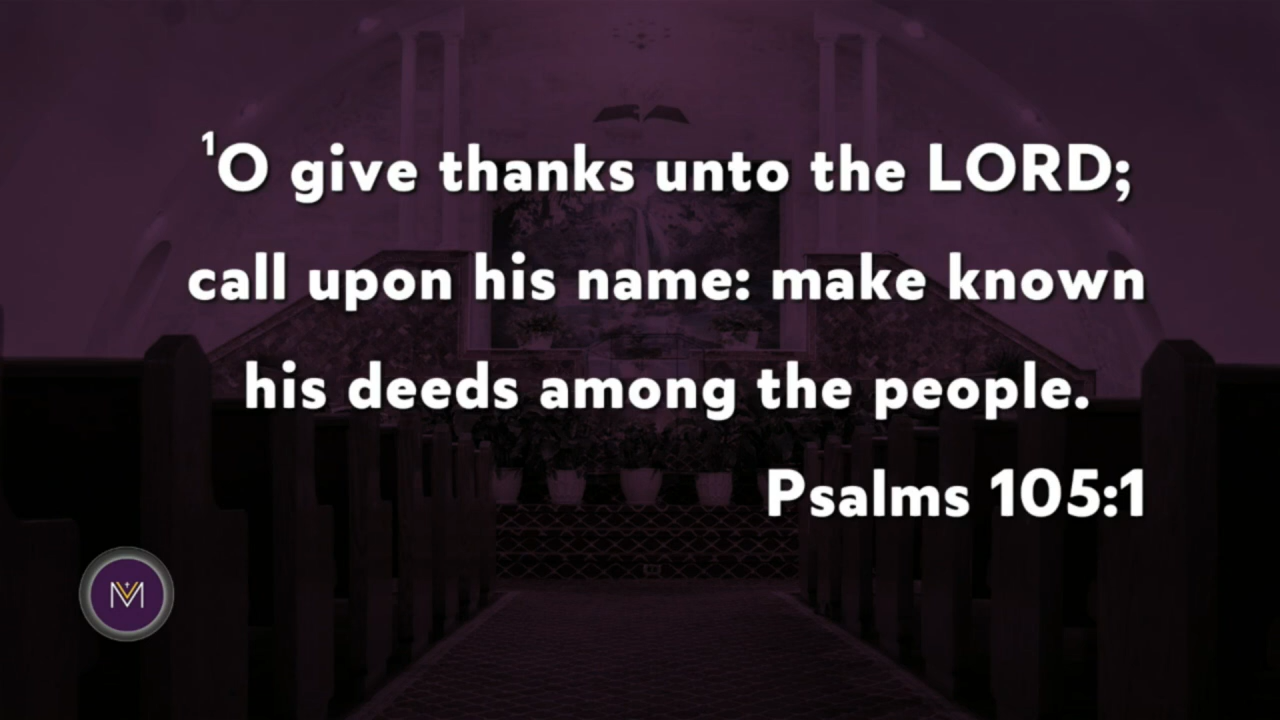 ¹O give thanks unto the LORD;
call upon his name: make known
his deeds among the people.
Psalms 105:1
M